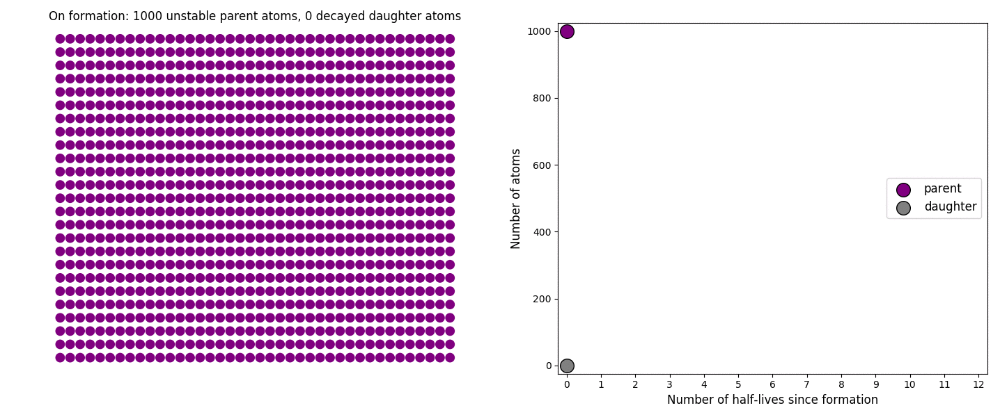 On formation: 1000 unstable parent atoms, 0 decayed daughter atoms
1000
800
600
400
200
0
Number of atoms
parent
daughter
0 1 2 3 4 5 6 7 8 9 10 11 12
Number of half-lives since formation